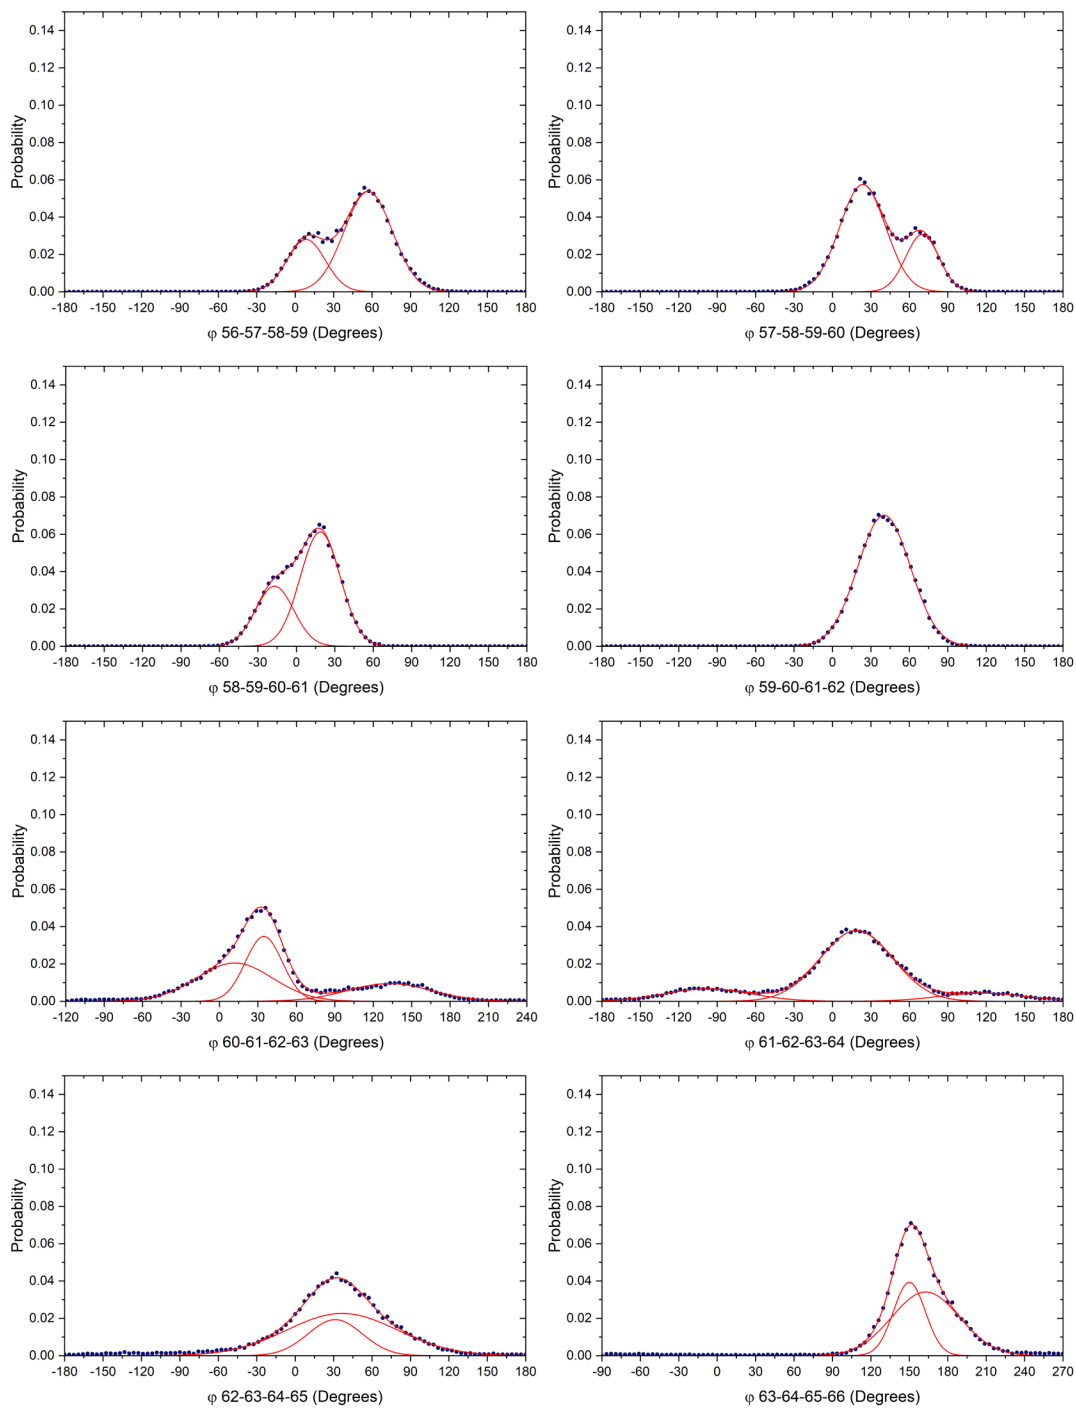 0.14 0.12 0.10 0.08 0.06 0.04 0.02 0.00
Probability
-180 -150 -120 -90 -60 -30 0 30 60 90 120 150 180
φ 56-57-58-59 (Degrees)
0.14 0.12 0.10 0.08 0.06 0.04 0.02 0.00
Probability
-180 -150 -120 -90 -60 -30 0 30 60 90 120 150 180
φ 57-58-59-60 (Degrees)
0.14 0.12 0.10 0.08 0.06 0.04 0.02 0.00
Probability
-180 -150 -120 -90 -60 -30 0 30 60 90 120 150 180
φ 58-59-60-61 (Degrees)
0.14 0.12 0.10 0.08 0.06 0.04 0.02 0.00
Probability
-180 -150 -120 -90 -60 -30 0 30 60 90 120 150 180
φ 59-60-61-62 (Degrees)
0.14 0.12 0.10 0.08 0.06 0.04 0.02 0.00
Probability
-120 -90 -60 -30 0 30 60 90 120 150 180 210 240
φ 60-61-62-63 (Degrees)
0.14 0.12 0.10 0.08 0.06 0.04 0.02 0.00
Probability
-180 -150 -120 -90 -60 -30 0 30 60 90 120 150 180
φ 61-62-63-64 (Degrees)
0.14 0.12 0.10 0.08 0.06 0.04 0.02 0.00
Probability
-180 -150 -120 -90 -60 -30 0 30 60 90 120 150 180
φ 62-63-64-65 (Degrees)
0.14 0.12 0.10 0.08 0.06 0.04 0.02 0.00
Probability
-90 -60 -30 0 30 60 90 120 150 180 210 240 270
φ 63-64-65-66 (Degrees)